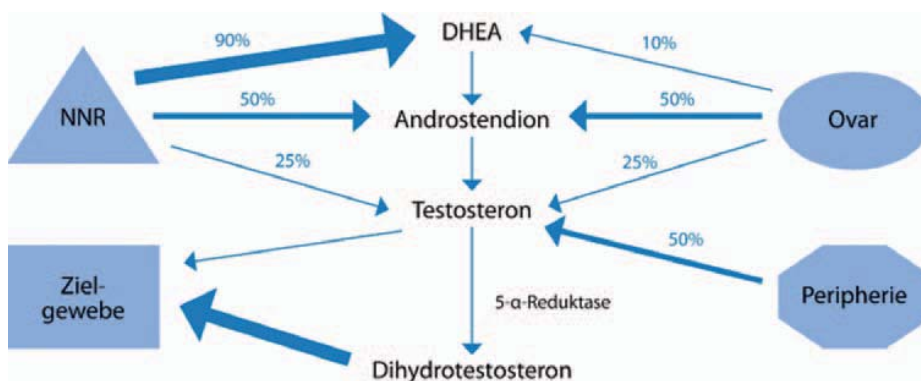 DHEA
90%
10%
NNR
50%
Androstendion
50%
Ovar
25%
25%
Testosteron
50%
Ziel-
gewebe
5-α-Reduktase
Peripherie
Dihydrotestosteron